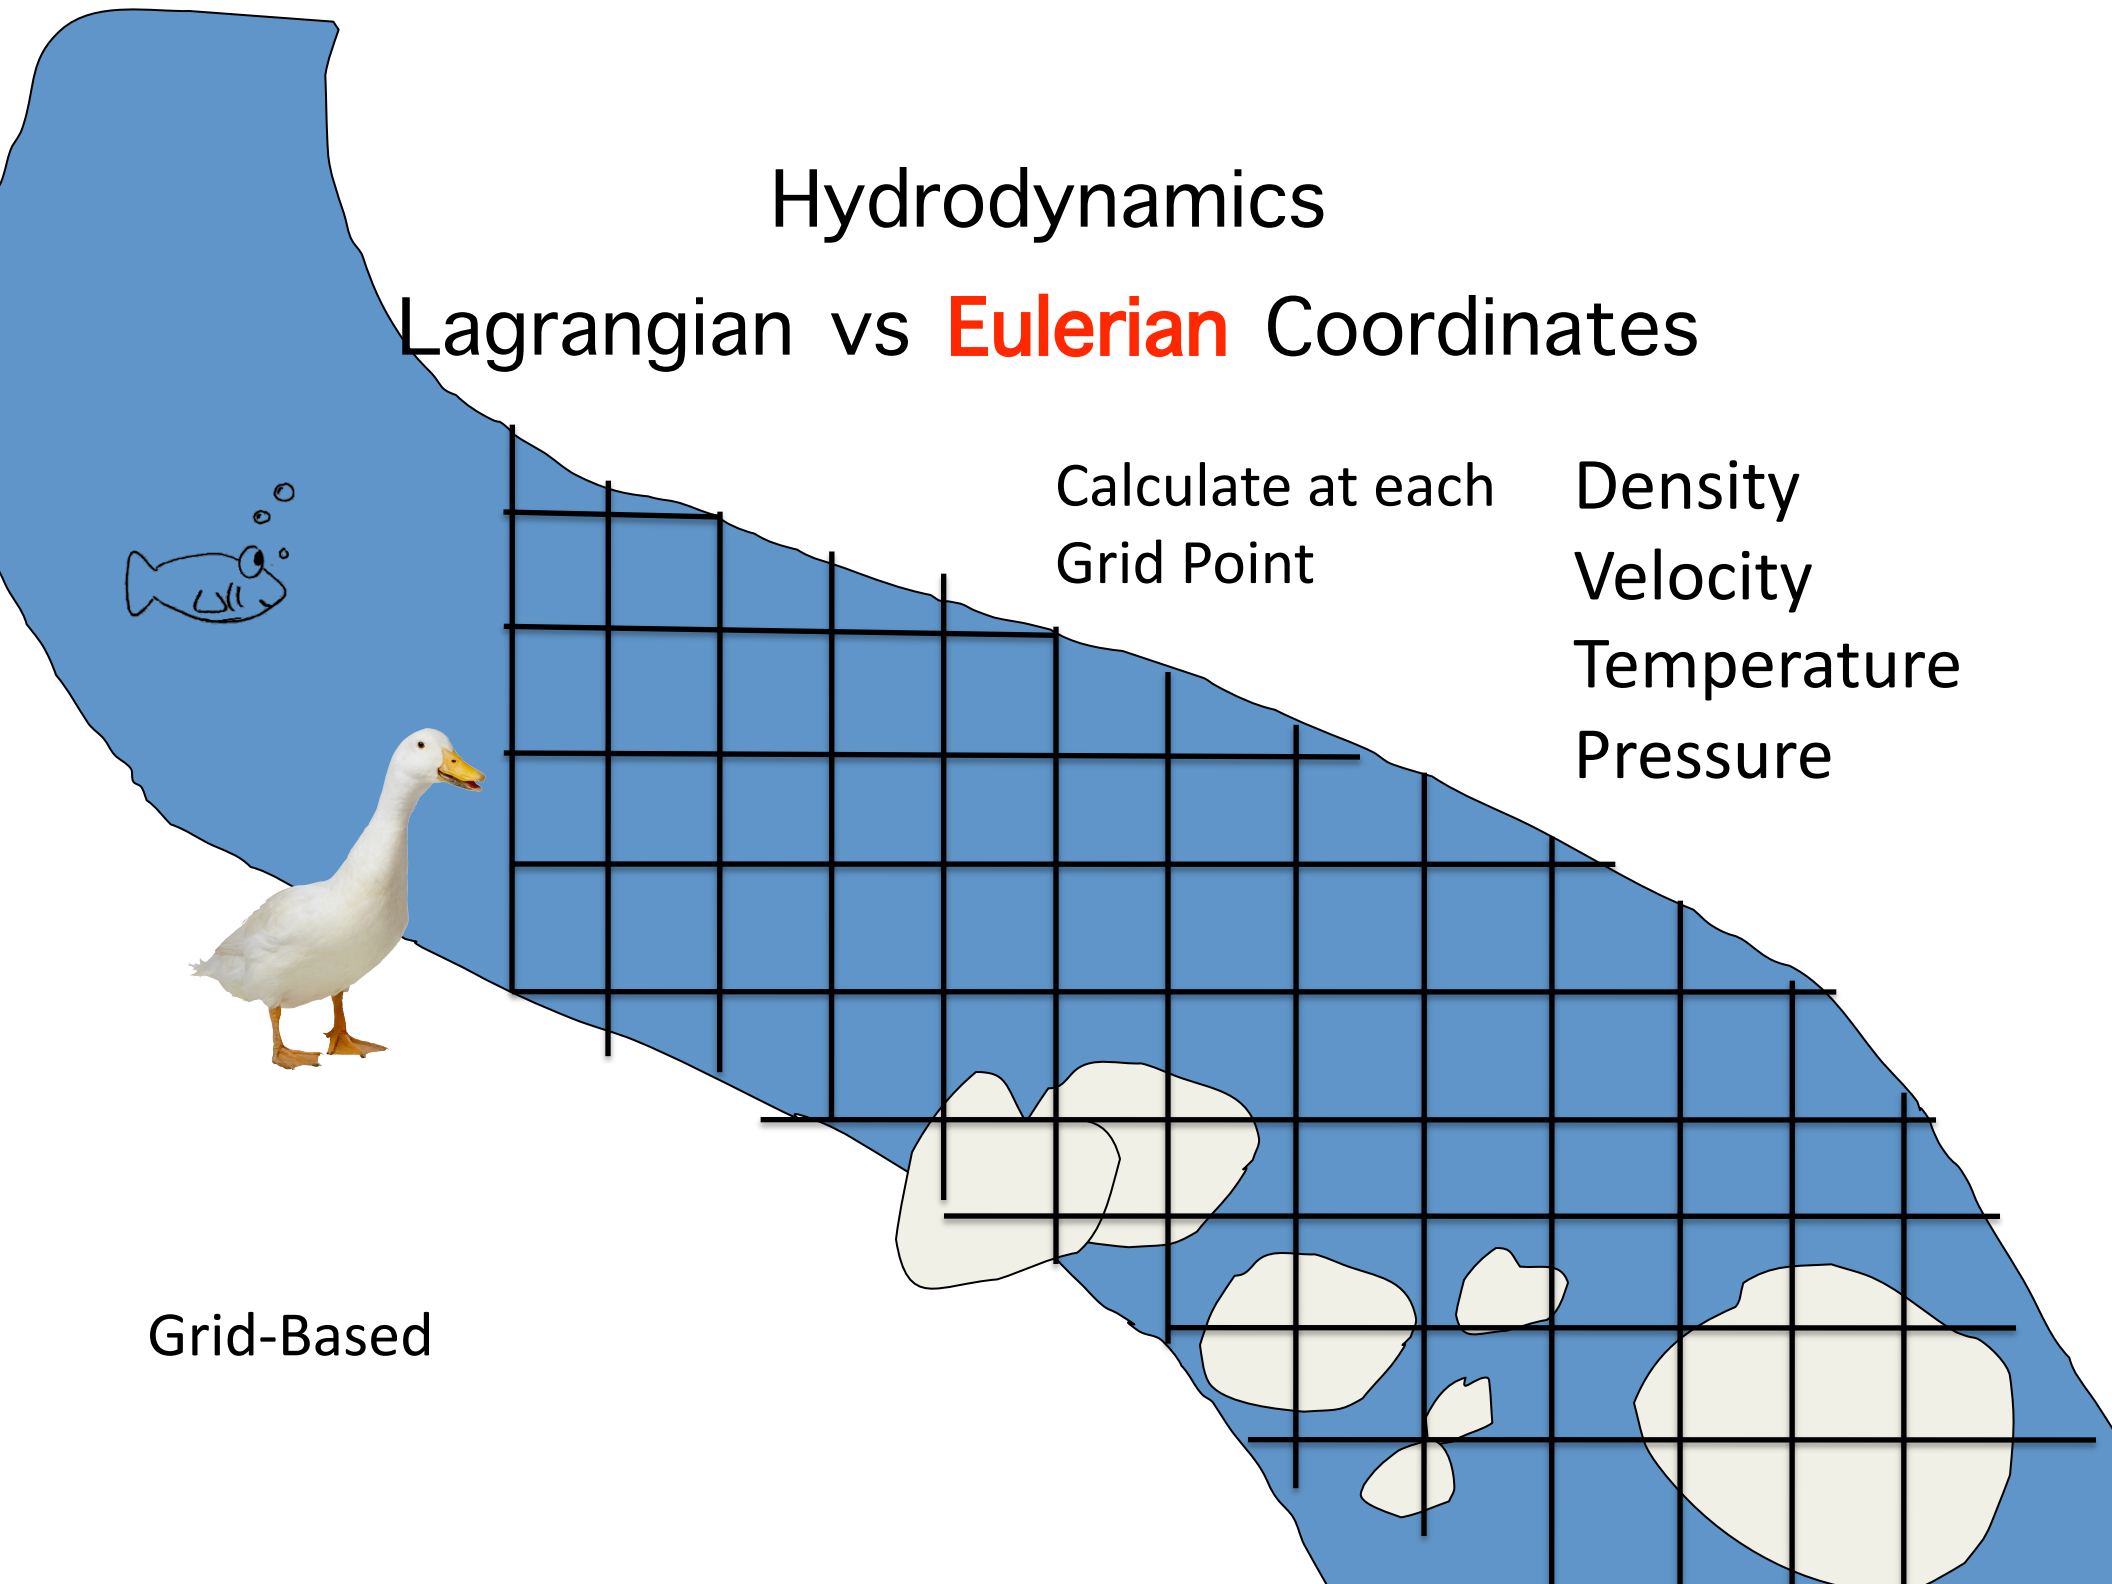 Hydrodynamics
Lagrangian vs Eulerian Coordinates
Calculate at each
Grid Point
Density
Velocity
Temperature
Pressure
Grid-Based